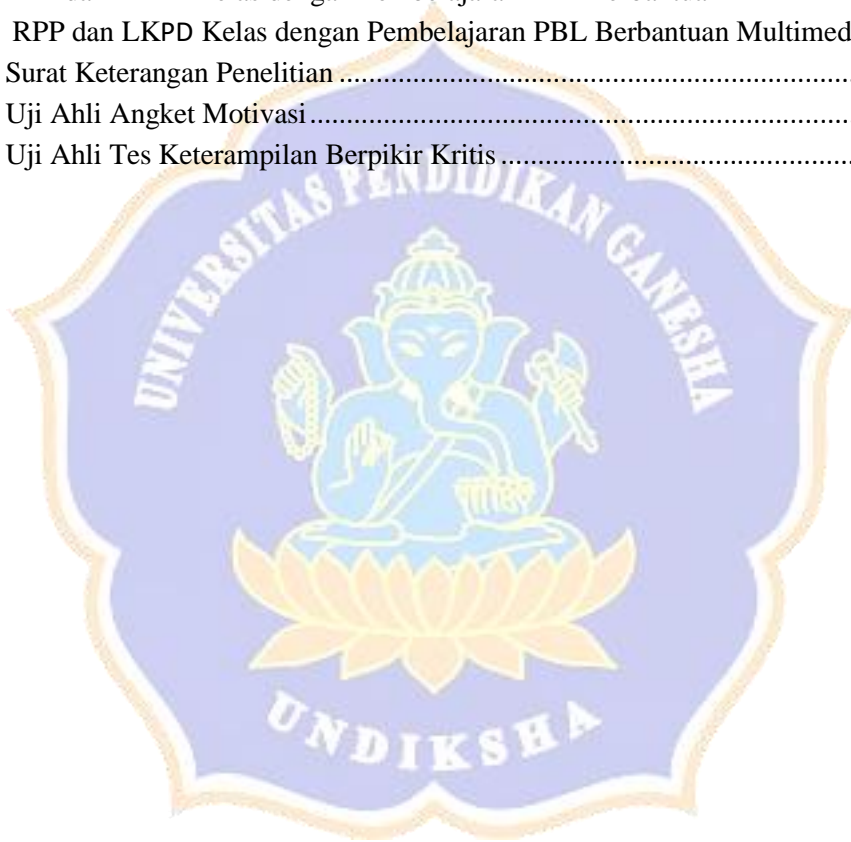 RPP dan LKPD Kelas dengan Pembelajaran PBL Berbantuan Multimed
Surat Keterangan Penelitian ........................................................................
Uji Ahli Angket Motivasi ...........................................................................
Uji Ahli Tes Keterampilan Berpikir Kritis ................................................
UNIVERSITAS PENDIDIKAN GANESHA
UNDIKSHA